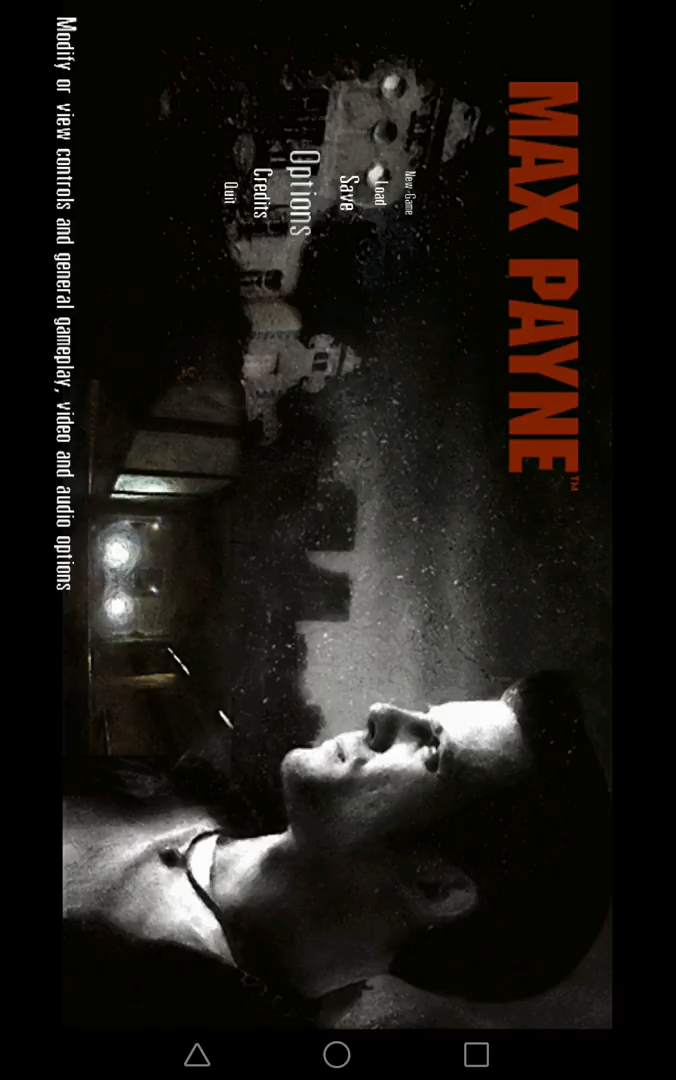 MAX PAYNE™
New Game
Load
Save
Options
Credits
Quit
Modify or view controls and general gameplay, video and audio options